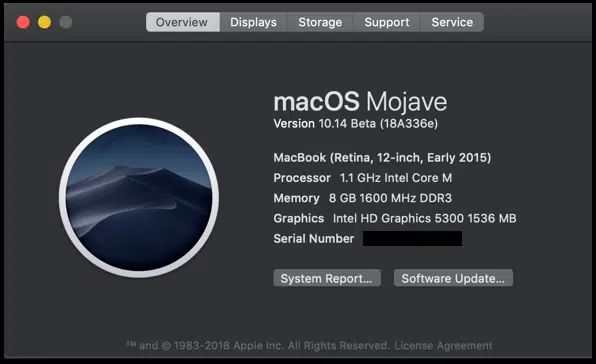 Overview Displays Storage Support Service
macOS Mojave
Version 10.14 Beta (18A336e)
MacBook (Retina, 12-inch, Early 2015)
Processor 1.1 GHz Intel Core M
Memory 8 GB 1600 MHz DDR3
Graphics Intel HD Graphics 5300 1536 MB
Serial Number
System Report... Software Update...
™ and © 1983-2018 Apple Inc. All Rights Reserved. License Agreement